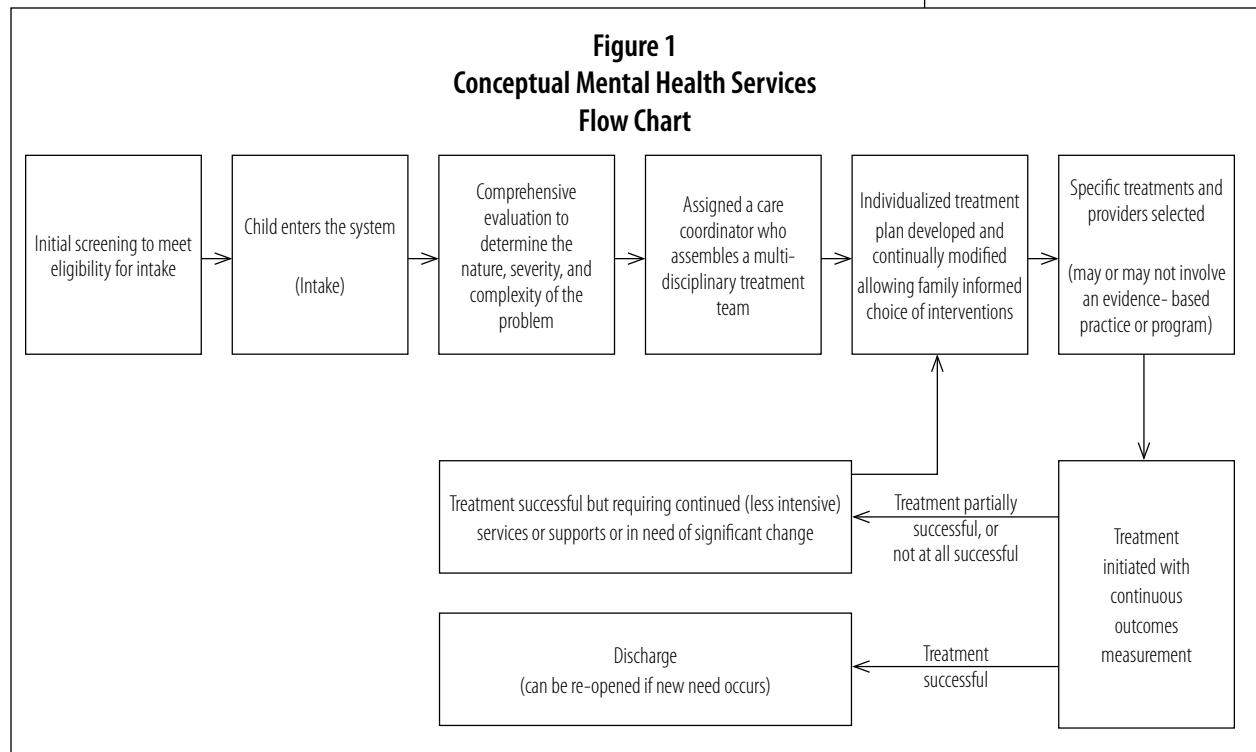 Figure 1
Conceptual Mental Health Services
Flow Chart
Initial screening to meet
eligibility for intake
Child enters the system
(Intake)
Comprehensive
evaluation to
determine the
nature, severity, and
complexity of the
problem
Assigned a care
coordinator who
assembles a multi-
disciplinary treatment
team
Individualized treatment
plan developed and
continually modified
allowing family informed
choice of interventions
Specific treatments and
providers selected
(may or may not involve
an evidence- based
practice or program)
Treatment successful but requiring continued (less intensive)
services or supports or in need of significant change
Treatment partially
successful, or
not at all successful
Treatment
initiated with
continuous
outcomes
measurement
Discharge
(can be re-opened if new need occurs)
Treatment
successful